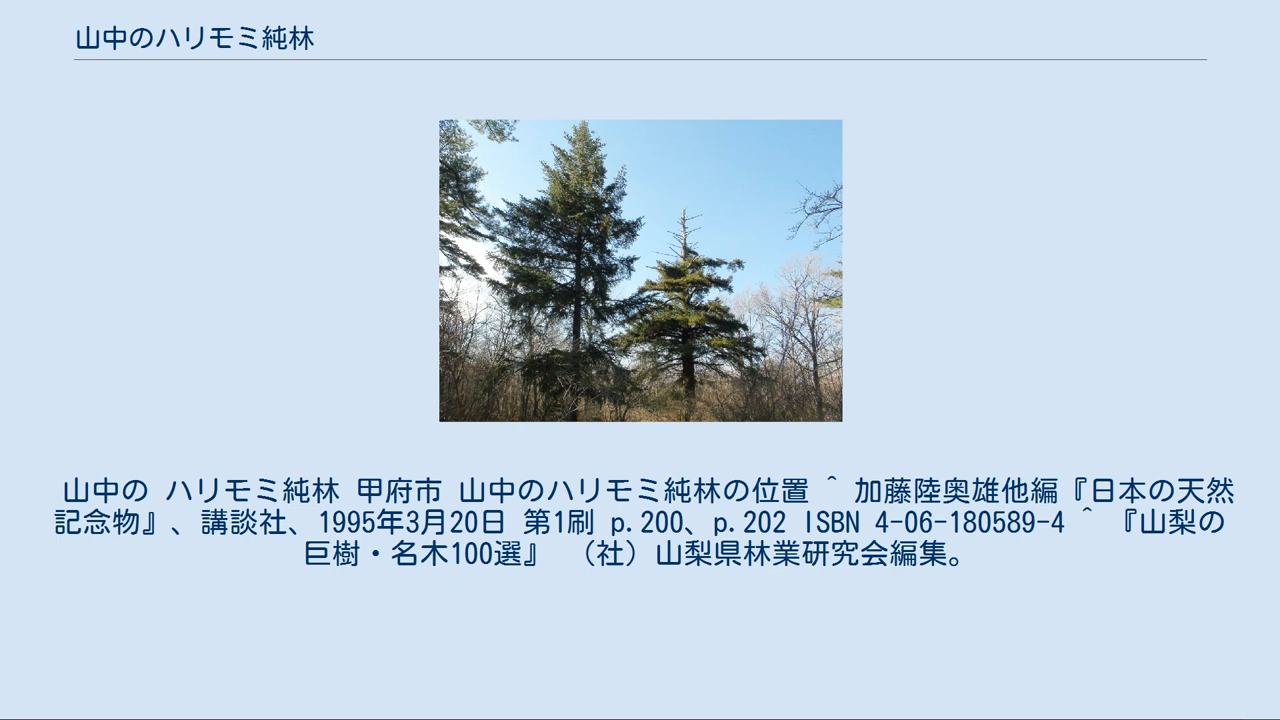 山中のハリモミ純林
山中の ハリモミ純林 甲府市 山中のハリモミ純林の位置 ^ 加藤陸奥雄他編『日本の天然
記念物』、講談社、1995年3月20日 第1刷 p.200、p.202 ISBN 4-06-180589-4 ^ 『山梨の
巨樹・名木100選』 （社）山梨県林業研究会編集。